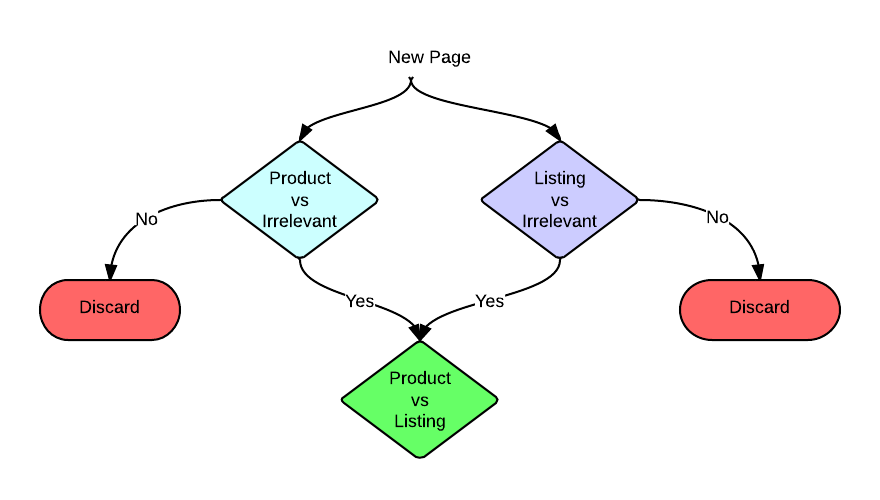 New Page
Product
vs
Irrelevant
Listing
vs
Irrelevant
No
No
Discard
Discard
Yes
Yes
Product
vs
Listing